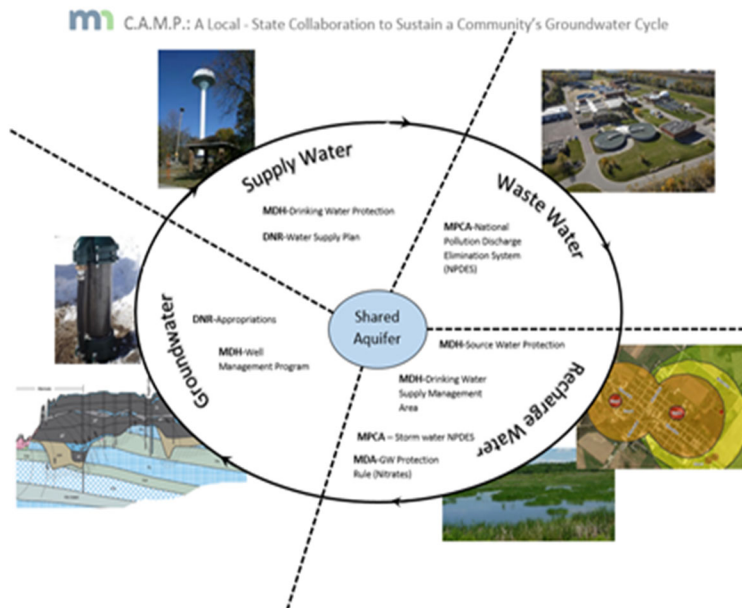 mn C.A.M.P.: A Local - State Collaboration to Sustain a Community's Groundwater Cycle
Supply Water
MDH-Drinking Water Protection
DNR-Water Supply Plan
Waste Water
MPCA-National
Pollution Discharge
Elimination System
(NPDES)
Shared
Aquifer
Groundwater
DNR-Appropriations
MDH-Well
Management Program
MDH-Source Water Protection
MDH-Drinking Water
Supply Management
Area
MPCA – Storm water NPDES
MDA-GW Protection
Rule (Nitrates)
Recharge Water